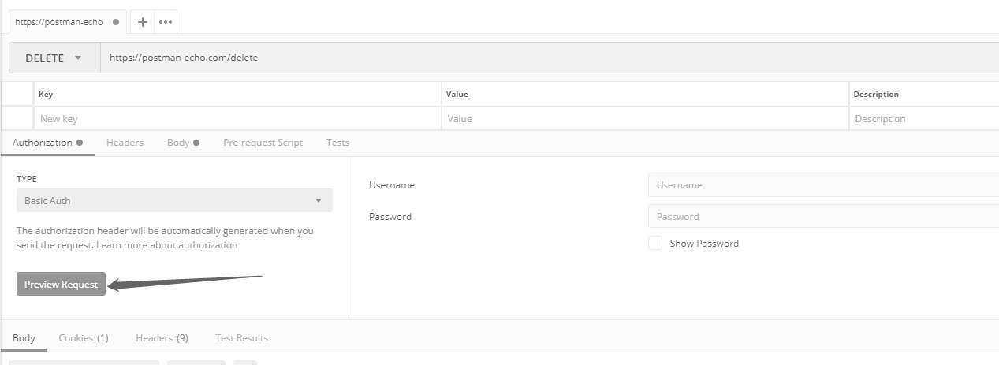 https://postman-echo
DELETE
https://postman-echo.com/delete
Key Value Description
New key Value Description
Authorization Headers Body Pre-request Script Tests
TYPE
Basic Auth
The authorization header will be automatically generated when you
send the request. Learn more about authorization
Preview Request
Username Username
Password Password
Show Password
Body Cookies (1) Headers (9) Test Results